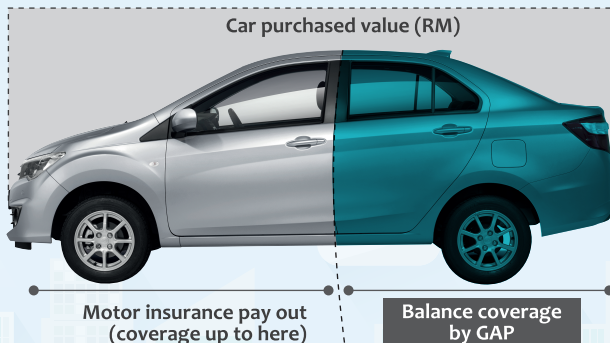 Car purchased value (RM)
Motor insurance pay out
(coverage up to here)
Balance coverage
by GAP